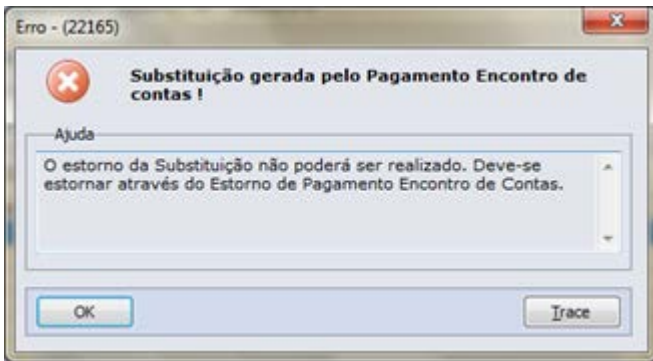 Erro - (22165)
Substituição gerada pelo Pagamento Encontro de
contas !
Ajuda
O estorno da Substituição não poderá ser realizado. Deve-se
estornar através do Estorno de Pagamento Encontro de Contas.
OK
Trace